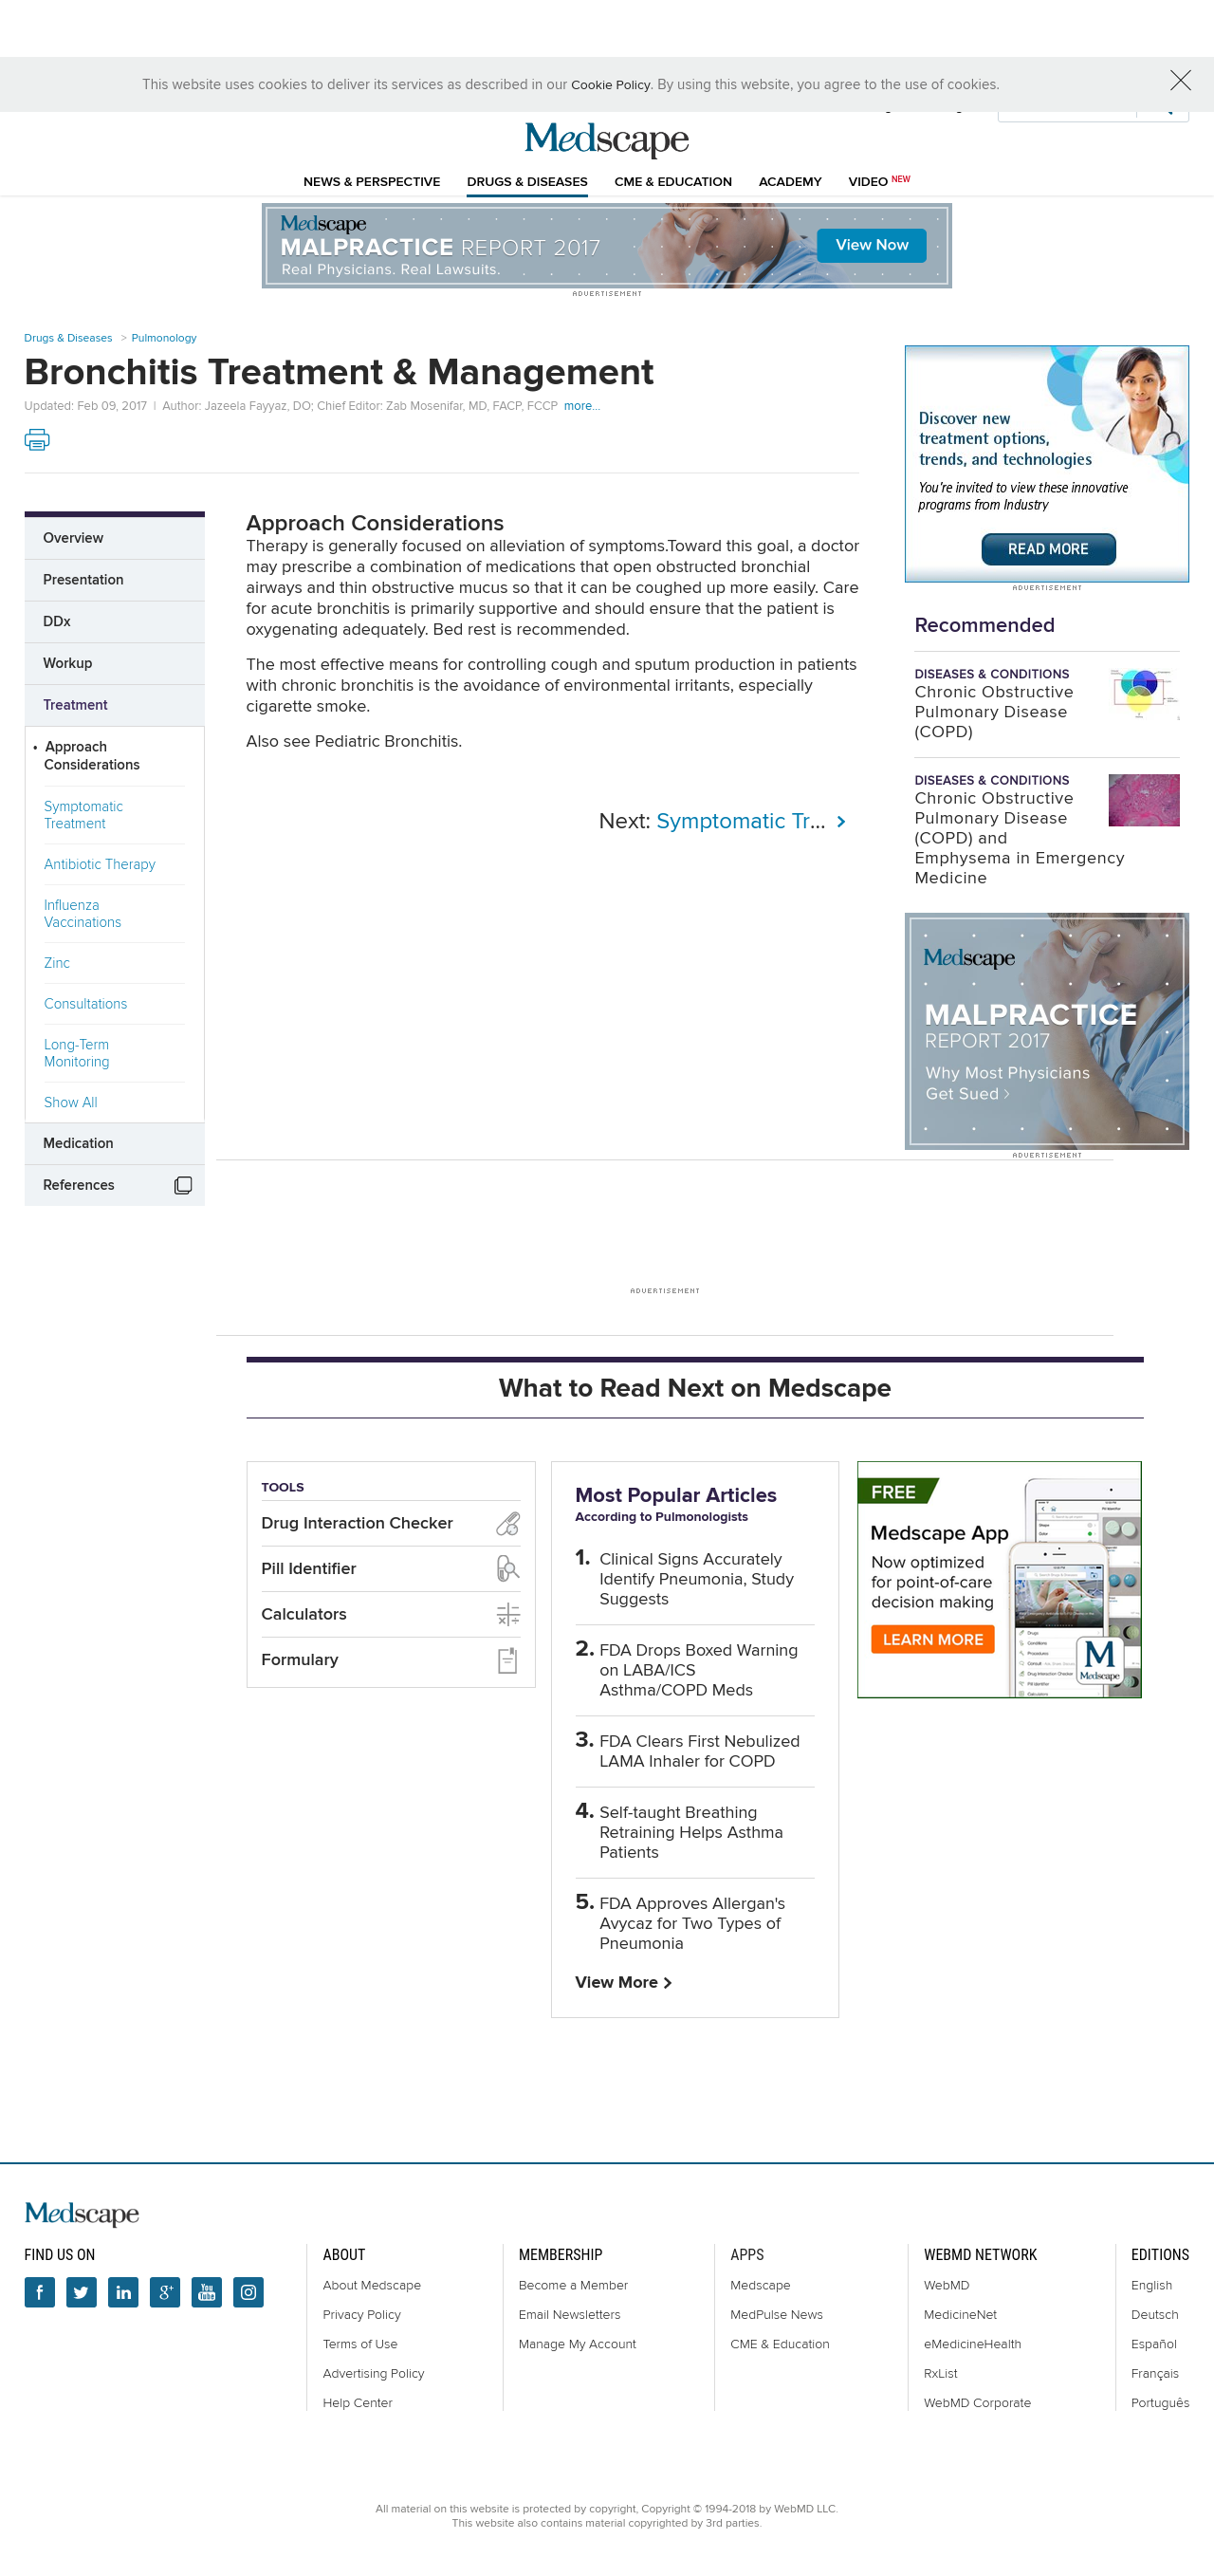 This website uses cookies to deliver its services as described in our Cookie Policy. By using this website, you agree to the use of cookies.
Medscape
NEWS & PERSPECTIVE
DRUGS & DISEASES
CME & EDUCATION
ACADEMY
VIDEO NEW
Medscape
MALPRACTICE REPORT 2017
Real Physicians. Real Lawsuits.
View Now
ADVERTISEMENT
Drugs & Diseases > Pulmonology
Bronchitis Treatment & Management
Updated: Feb 09, 2017 | Author: Jazeela Fayyaz, DO; Chief Editor: Zab Mosenifar, MD, FACP, FCCP more...
Overview
Presentation
DDx
Workup
Treatment
• Approach
Considerations
Symptomatic
Treatment
Antibiotic Therapy
Influenza
Vaccinations
Zinc
Consultations
Long-Term
Monitoring
Show All
Medication
References
Approach Considerations
Therapy is generally focused on alleviation of symptoms.Toward this goal, a doctor
may prescribe a combination of medications that open obstructed bronchial
airways and thin obstructive mucus so that it can be coughed up more easily. Care
for acute bronchitis is primarily supportive and should ensure that the patient is
oxygenating adequately. Bed rest is recommended.
The most effective means for controlling cough and sputum production in patients
with chronic bronchitis is the avoidance of environmental irritants, especially
cigarette smoke.
Also see Pediatric Bronchitis.
Next: Symptomatic Tr...
Discover new
treatment options,
trends, and technologies
You're invited to view these innovative
programs from Industry
READ MORE
ADVERTISEMENT
Recommended
DISEASES & CONDITIONS
Chronic Obstructive
Pulmonary Disease
(COPD)
DISEASES & CONDITIONS
Chronic Obstructive
Pulmonary Disease
(COPD) and
Emphysema in Emergency
Medicine
Medscape
MALPRACTICE
REPORT 2017
Why Most Physicians
Get Sued
ADVERTISEMENT
ADVERTISEMENT
What to Read Next on Medscape
TOOLS
Drug Interaction Checker
Pill Identifier
Calculators
Formulary
Most Popular Articles
According to Pulmonologists
1. Clinical Signs Accurately
Identify Pneumonia, Study
Suggests
2. FDA Drops Boxed Warning
on LABA/ICS
Asthma/COPD Meds
3. FDA Clears First Nebulized
LAMA Inhaler for COPD
4. Self-taught Breathing
Retraining Helps Asthma
Patients
5. FDA Approves Allergan's
Avycaz for Two Types of
Pneumonia
View More
FREE
Medscape App
Now optimized
for point-of-care
decision making
LEARN MORE
M
Medscape
Medscape
FIND US ON
ABOUT
About Medscape
Privacy Policy
Terms of Use
Advertising Policy
Help Center
MEMBERSHIP
Become a Member
Email Newsletters
Manage My Account
APPS
Medscape
MedPulse News
CME & Education
WEBMD NETWORK
WebMD
MedicineNet
eMedicineHealth
RxList
WebMD Corporate
EDITIONS
English
Deutsch
Español
Français
Português
All material on this website is protected by copyright, Copyright © 1994-2018 by WebMD LLC.
This website also contains material copyrighted by 3rd parties.